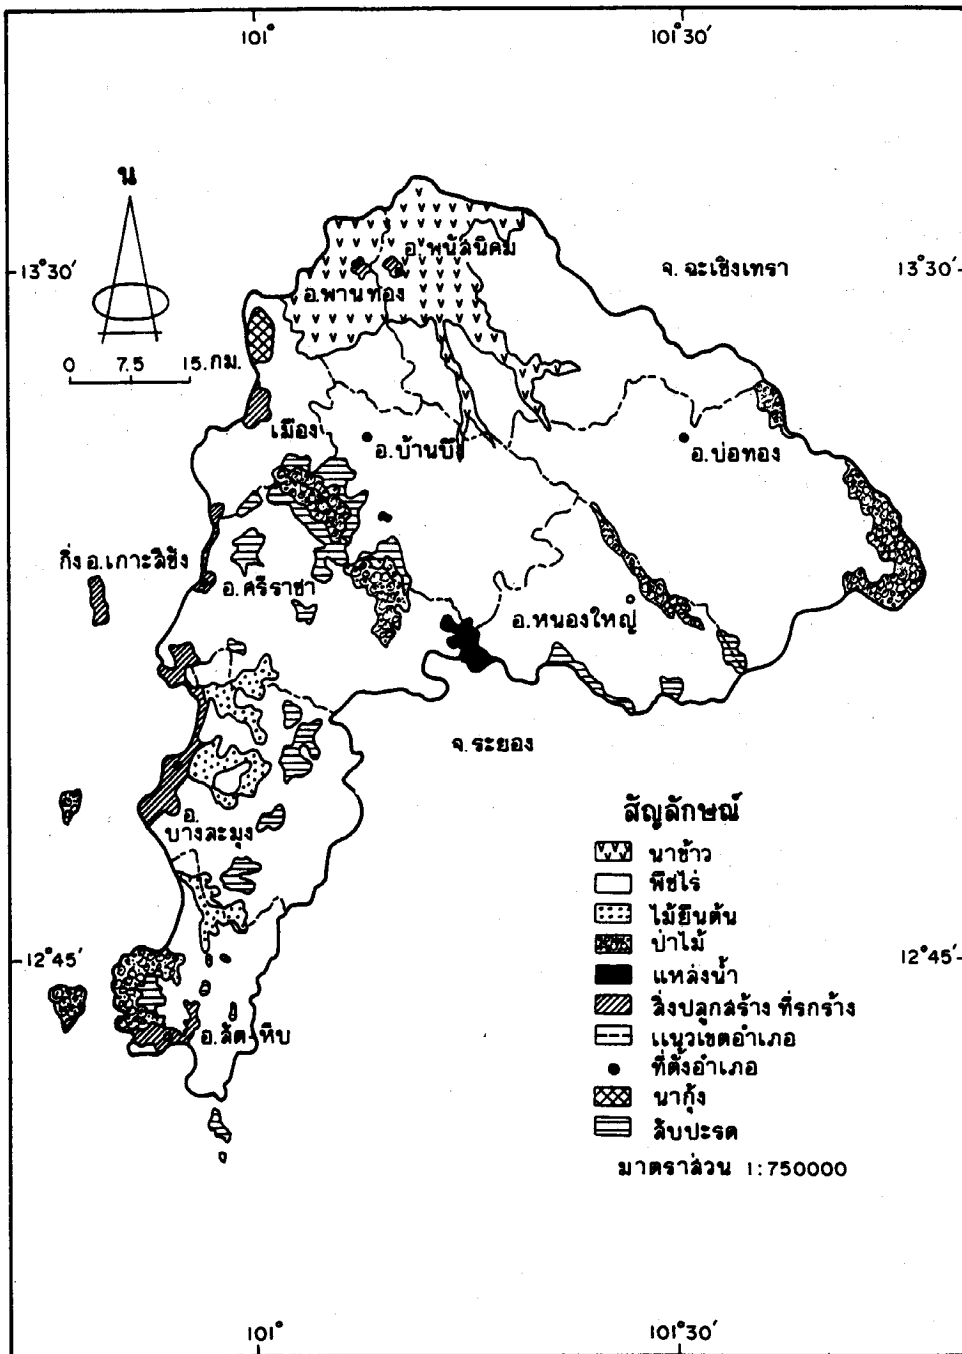 101°
101°30′
น
อ.พนัสนิคม
จ.ฉะเชิงเทรา
13°30′
13°30′
อ.พานทอง
0 7.5 15.กม.
เมือง
อ.บ้านบึง
อ.บ่อทอง
กิ่งอ.เกาะสีชัง
อ.ศรีราชา
อ.หนองใหญ่
จ.ระยอง
อ.
บางละมุง
สัญลักษณ์
นาข้าว
พืชไร่
ไม้ยืนต้น
ป่าไม้
แหล่งน้ำ
สิ่งปลูกสร้าง ที่รกร้าง
แนวเขตอำเภอ
ที่ตั้งอำเภอ
นากุ้ง
สับปะรด
มาตราส่วน 1:750000
12°45′
12°45′
อ.สัตหีบ
101°
101°30′